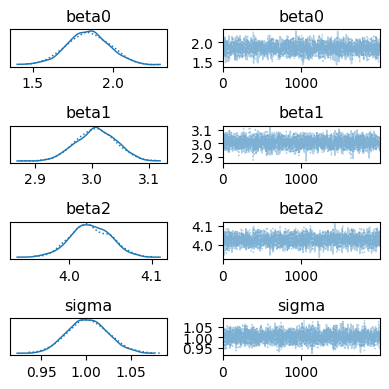 beta0 beta0
2.0
1.5
1.5 2.0 0 1000
beta1 beta1
3.1
3.0
2.9
2.9 3.0 3.1 0 1000
beta2 beta2
4.1
4.0
4.0 4.1 0 1000
sigma sigma
1.05
1.00
0.95
0.95 1.00 1.05 0 1000